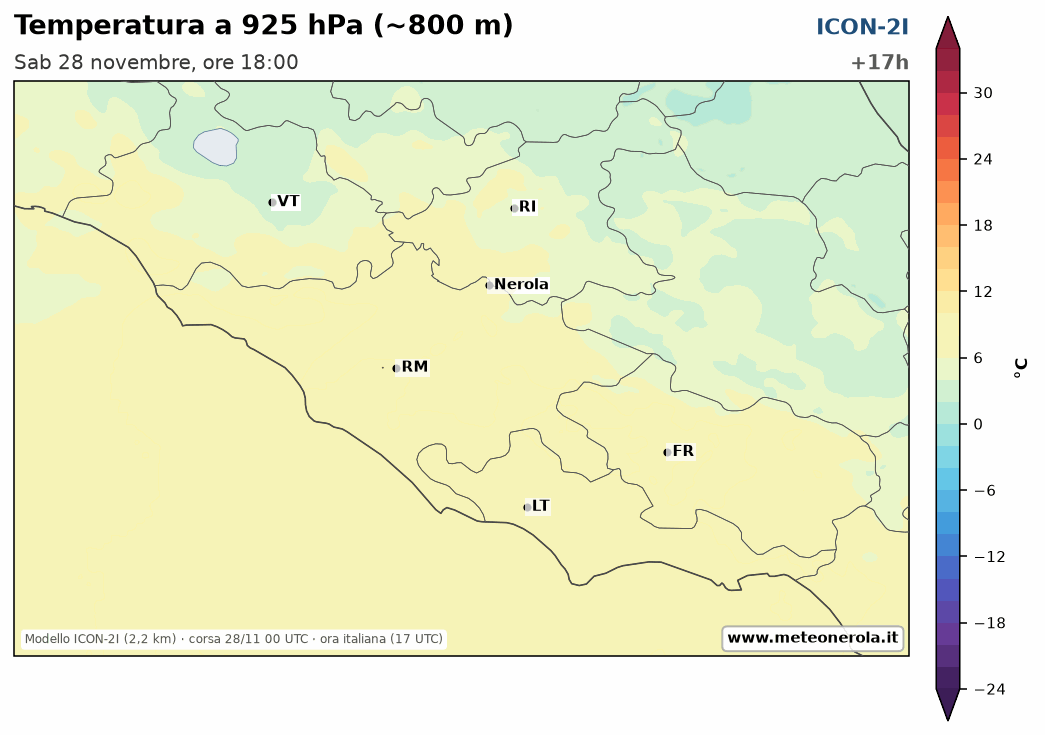 Temperatura a 925 hPa (~800 m)
ICON-2I
Sab 28 novembre, ore 18:00
+17h
VT
RI
Nerola
RM
FR
LT
30
24
18
12
6
0
−6
−12
−18
−24
°C
Modello ICON-2I (2,2 km) · corsa 28/11 00 UTC · ora italiana (17 UTC)
www.meteonerola.it